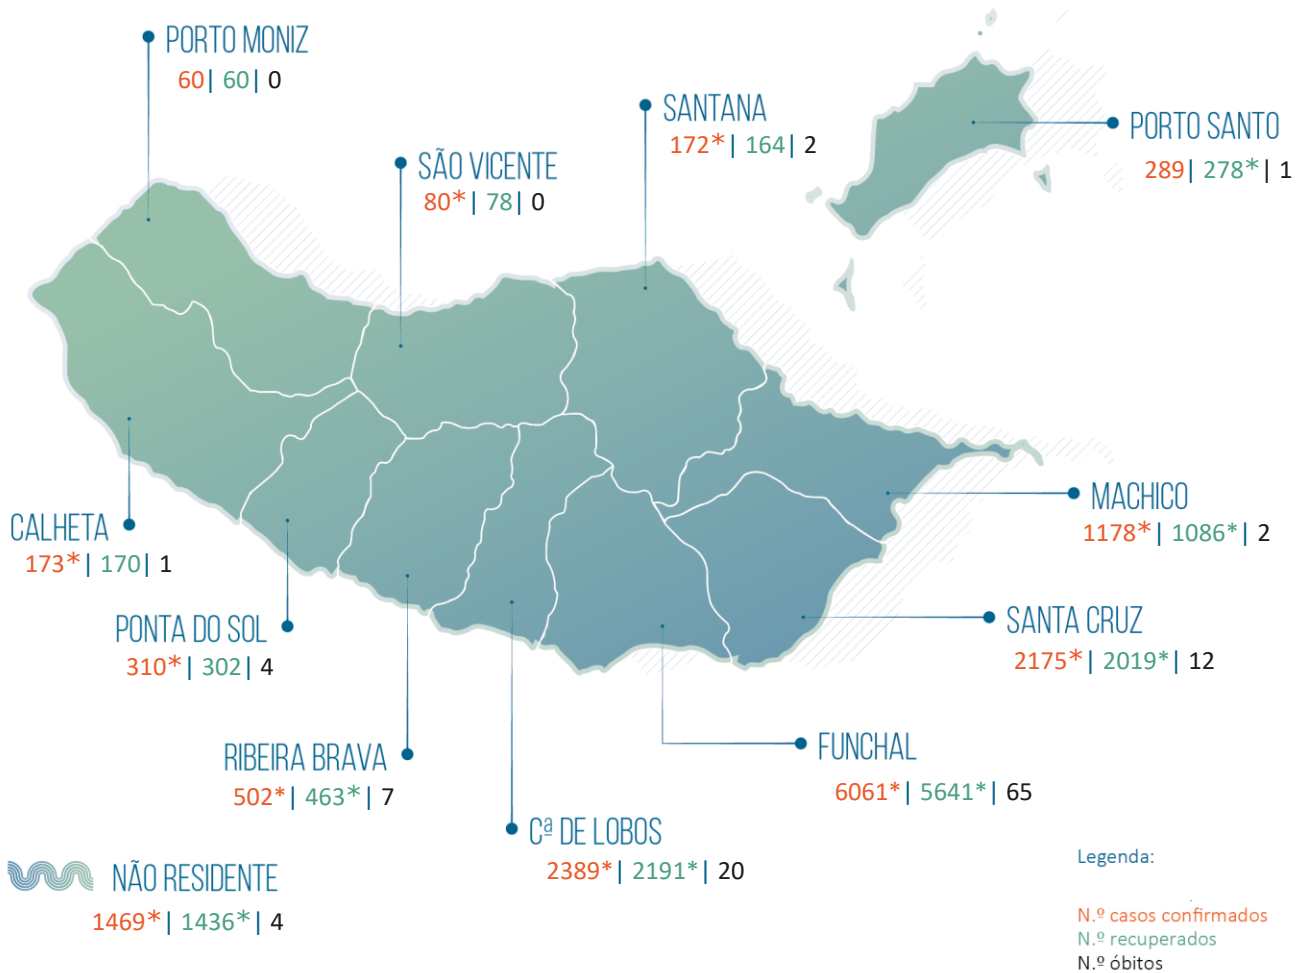 PORTO MONIZ
60| 60| 0
SANTANA
172*| 164| 2
PORTO SANTO
289| 278*| 1
SÃO VICENTE
80*| 78| 0
MACHICO
1178*| 1086*| 2
CALHETA
173*| 170| 1
PONTA DO SOL
310*| 302| 4
SANTA CRUZ
2175*| 2019*| 12
RIBEIRA BRAVA
502*| 463*| 7
FUNCHAL
6061*| 5641*| 65
Cª DE LOBOS
2389*| 2191*| 20
NÃO RESIDENTE
1469*| 1436*| 4
Legenda:
N.º casos confirmados
N.º recuperados
N.º óbitos